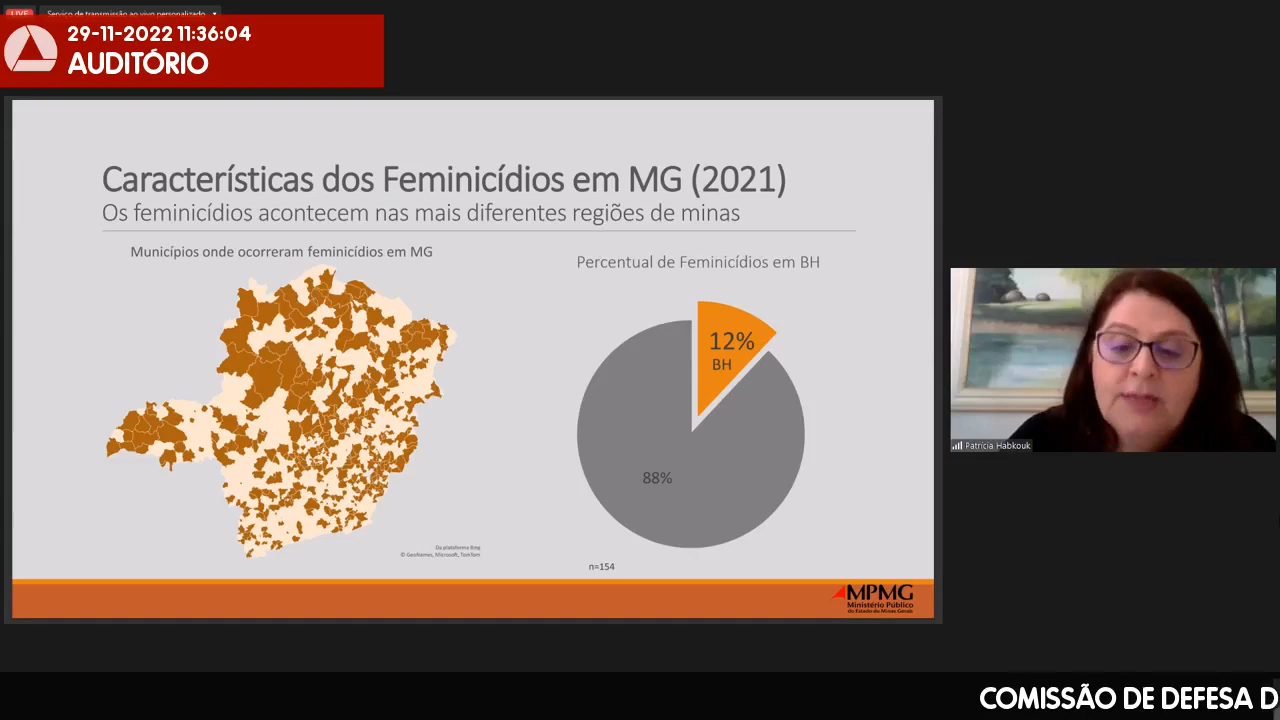 LIVE
Serviço de transmissão ao vivo personalizado
29-11-2022 11:36:04
AUDITÓRIO
Características dos Feminicídios em MG (2021)
Os feminicídios acontecem nas mais diferentes regiões de minas
Municípios onde ocorreram feminicídios em MG
Percentual de Feminicídios em BH
12%
BH
88%
Da plataforma Bing
© GeoNames, Microsoft, TomTom
n=154
MPMG
Ministério Público
do Estado de Minas Gerais
Patricia Habkouk
COMISSÃO DE DEFESA D